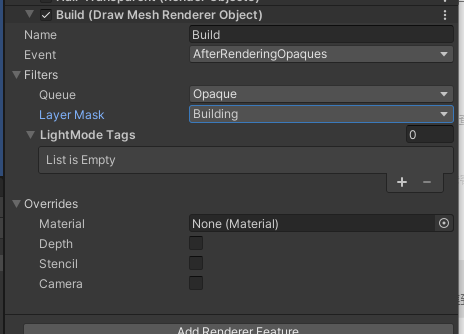 Build (Draw Mesh Renderer Object)
Name Build
Event AfterRenderingOpaques
Filters
Queue Opaque
Layer Mask Building
LightMode Tags 0
List is Empty
+ −
Overrides
Material None (Material)
Depth
Stencil
Camera
Add Renderer Feature